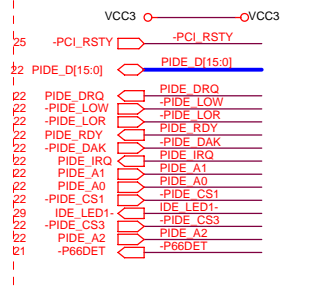 VCC3 VCC3
25 -PCI_RSTY -PCI_RSTY
22 PIDE_D[15:0] PIDE_D[15:0]
22 PIDE_DRQ PIDE_DRQ
22 -PIDE_LOW -PIDE_LOW
22 -PIDE_LOR -PIDE_LOR
22 PIDE_RDY PIDE_RDY
22 -PIDE_DAK -PIDE_DAK
22 PIDE_IRQ PIDE_IRQ
22 PIDE_A1 PIDE_A1
22 PIDE_A0 PIDE_A0
22 -PIDE_CS1 -PIDE_CS1
29 IDE_LED1- IDE_LED1-
22 -PIDE_CS3 -PIDE_CS3
22 PIDE_A2 PIDE_A2
21 -P66DET -P66DET